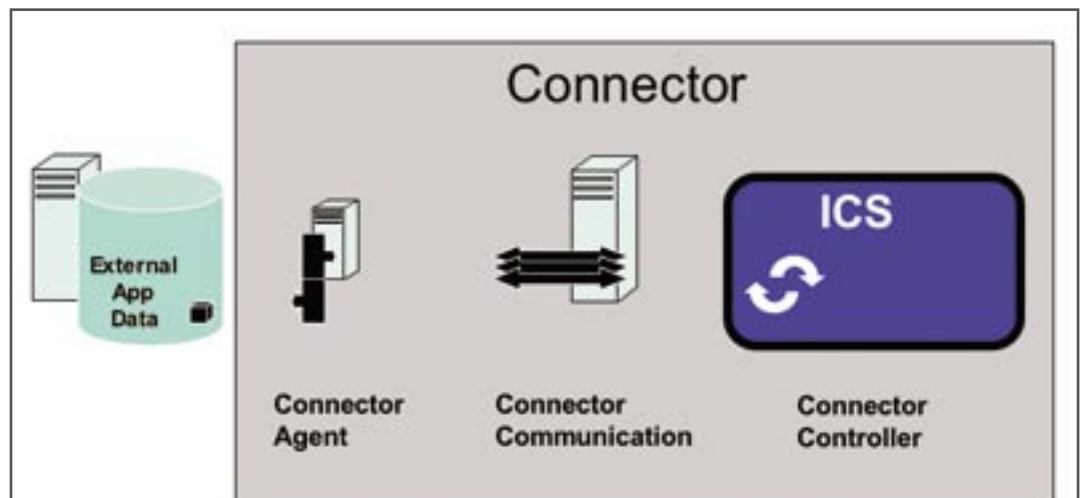 Connector
External
App
Data
ICS
Connector
Agent
Connector
Communication
Connector
Controller